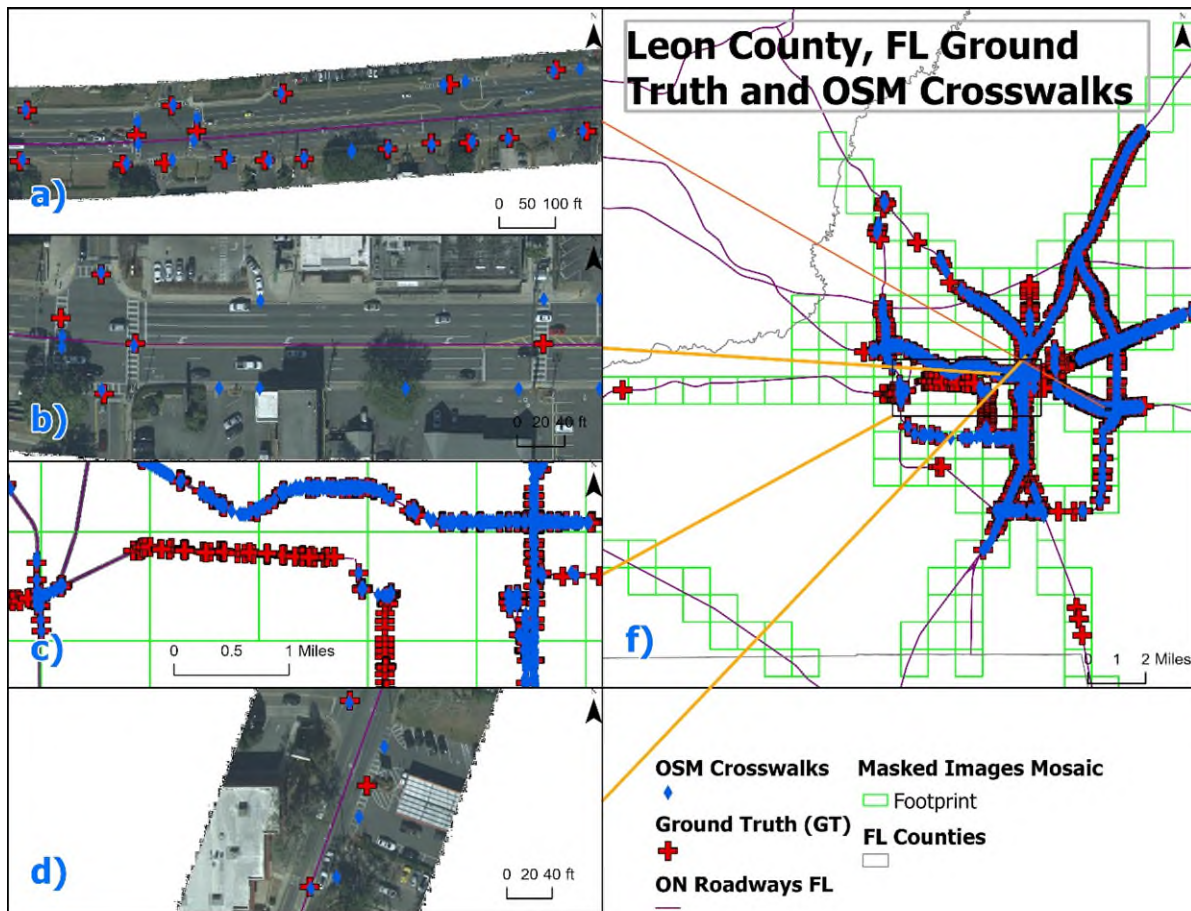 Leon County, FL Ground
Truth and OSM Crosswalks
a)
0 50 100 ft
b)
0 20 40 ft
c)
0 0.5 1 Miles
d)
0 20 40 ft
f)
0 1 2 Miles
OSM Crosswalks
Ground Truth (GT)
ON Roadways FL
Masked Images Mosaic
Footprint
FL Counties